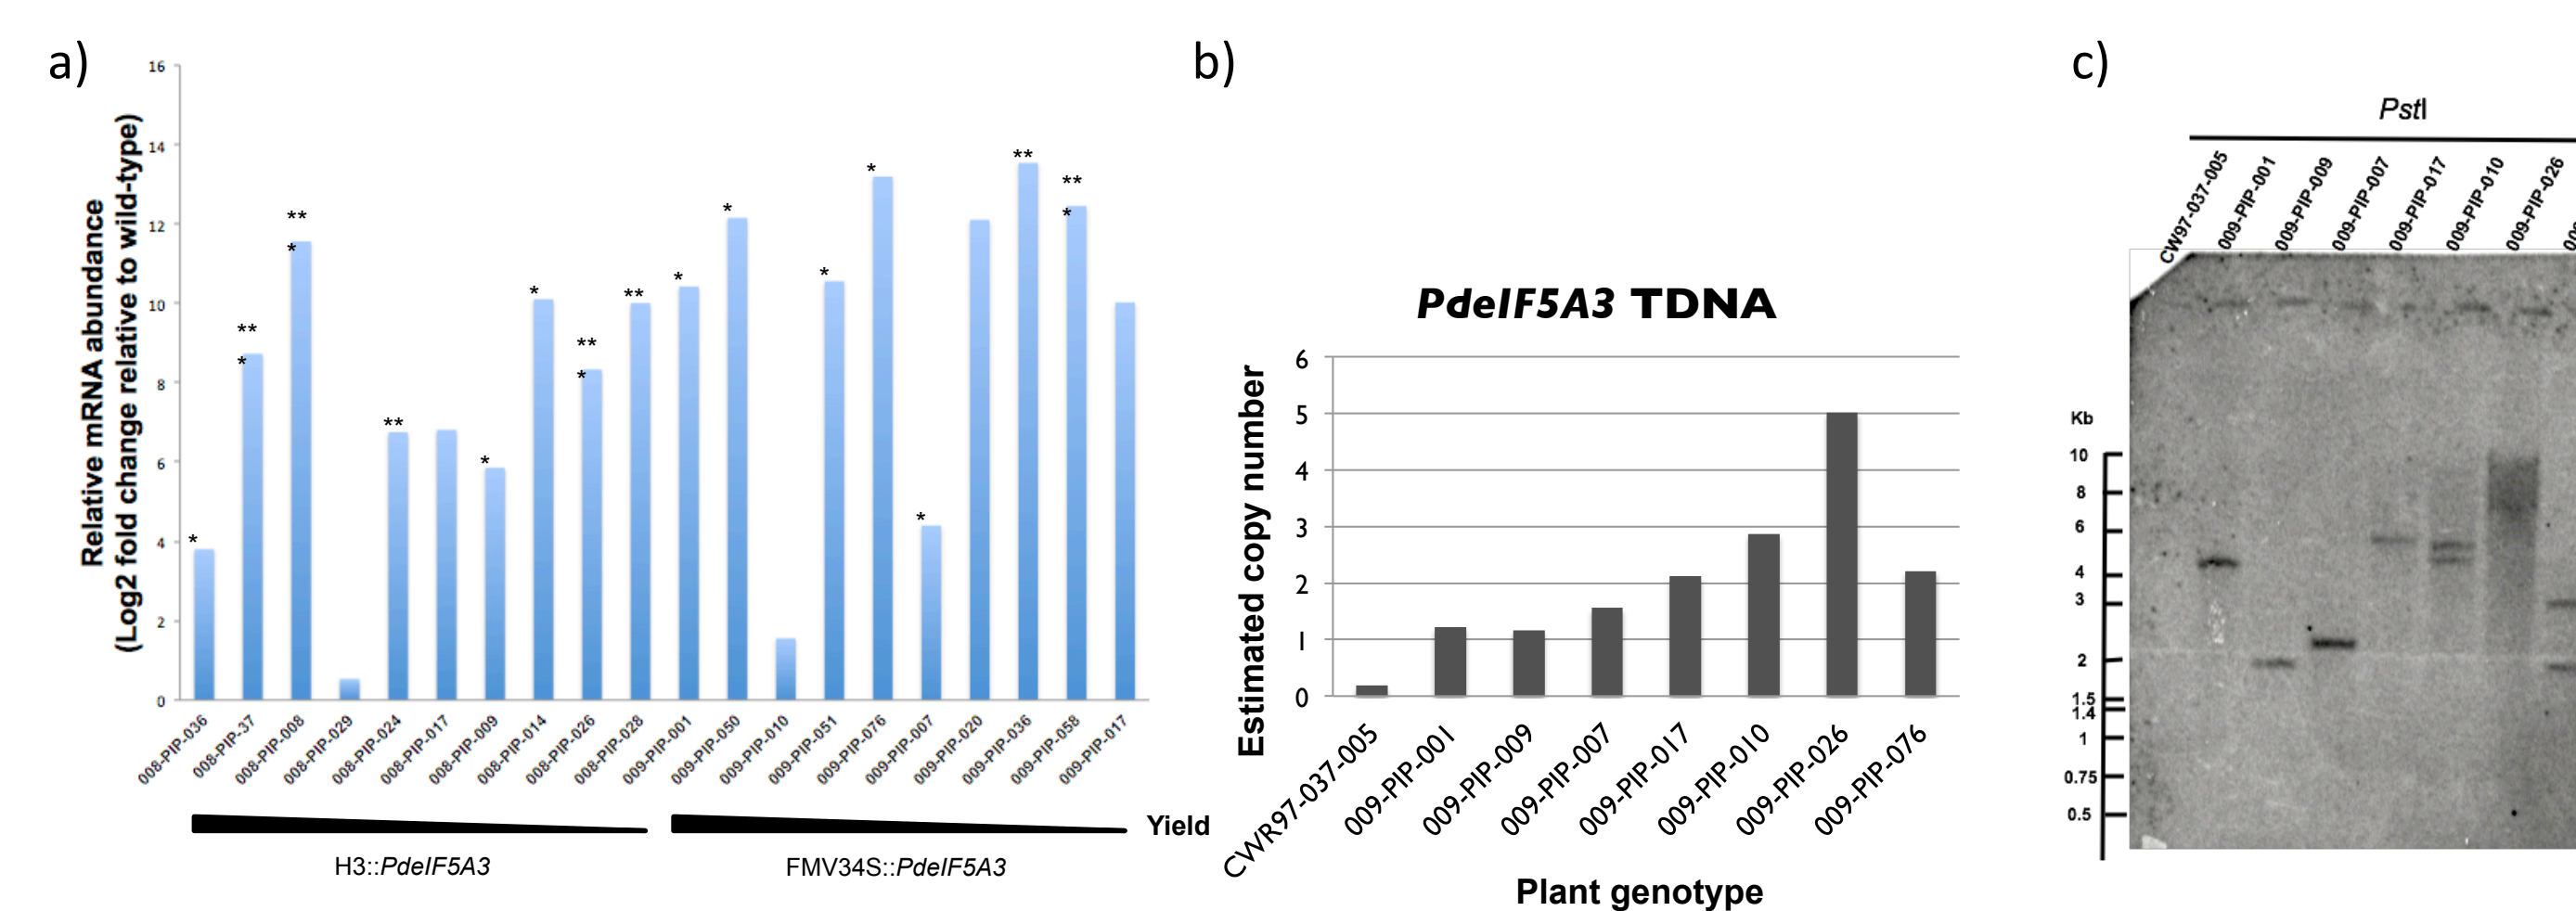 a)
Relative mRNA abundance
(Log2 fold change relative to wild-type)
16
14
12
10
8
6
4
2
0
**
*
**
*
**
*
**
*
*
**
*
**
*
*
*
*
*
**
**
*
008-PIP-036
008-PIP-37
008-PIP-008
008-PIP-029
008-PIP-024
008-PIP-017
008-PIP-009
008-PIP-014
008-PIP-026
008-PIP-028
009-PIP-001
009-PIP-050
009-PIP-010
009-PIP-051
009-PIP-076
009-PIP-007
009-PIP-020
009-PIP-036
009-PIP-058
009-PIP-017
Yield
H3::PdeIF5A3
FMV34S::PdeIF5A3
b)
PdeIF5A3 TDNA
Estimated copy number
6
5
4
3
2
1
0
CWR97-037-005
009-PIP-001
009-PIP-009
009-PIP-007
009-PIP-017
009-PIP-010
009-PIP-026
009-PIP-076
Plant genotype
c)
PstI
CW97-037-005
009-PIP-001
009-PIP-009
009-PIP-007
009-PIP-017
009-PIP-010
009-PIP-026
Kb
10
8
6
4
3
2
1.5
1.4
1
0.75
0.5